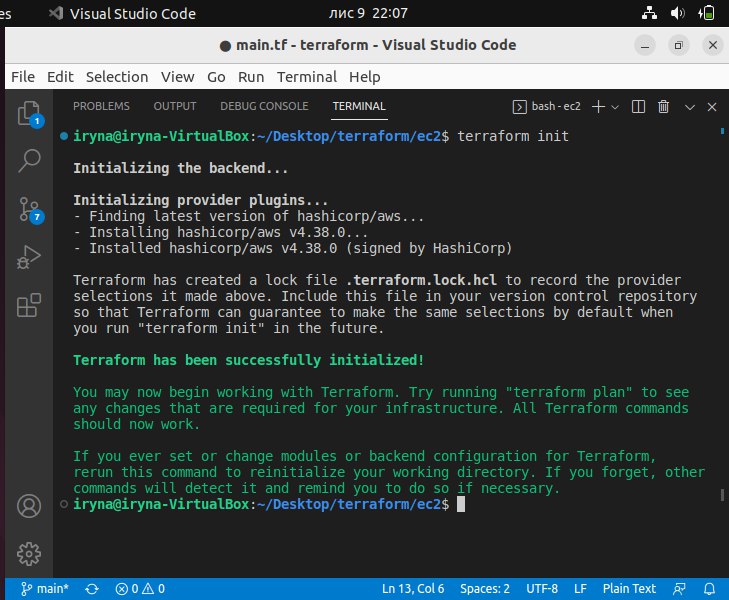 es Visual Studio Code лис 9 22:07
● main.tf - terraform - Visual Studio Code
File Edit Selection View Go Run Terminal Help
PROBLEMS OUTPUT DEBUG CONSOLE TERMINAL bash - ec2
1
7
iryna@iryna-VirtualBox:~/Desktop/terraform/ec2$ terraform init
Initializing the backend...
Initializing provider plugins...
- Finding latest version of hashicorp/aws...
- Installing hashicorp/aws v4.38.0...
- Installed hashicorp/aws v4.38.0 (signed by HashiCorp)
Terraform has created a lock file .terraform.lock.hcl to record the provider
selections it made above. Include this file in your version control repository
so that Terraform can guarantee to make the same selections by default when
you run "terraform init" in the future.
Terraform has been successfully initialized!
You may now begin working with Terraform. Try running "terraform plan" to see
any changes that are required for your infrastructure. All Terraform commands
should now work.
If you ever set or change modules or backend configuration for Terraform,
rerun this command to reinitialize your working directory. If you forget, other
commands will detect it and remind you to do so if necessary.
iryna@iryna-VirtualBox:~/Desktop/terraform/ec2$
main* 0 0 Ln 13, Col 6 Spaces: 2 UTF-8 LF Plain Text